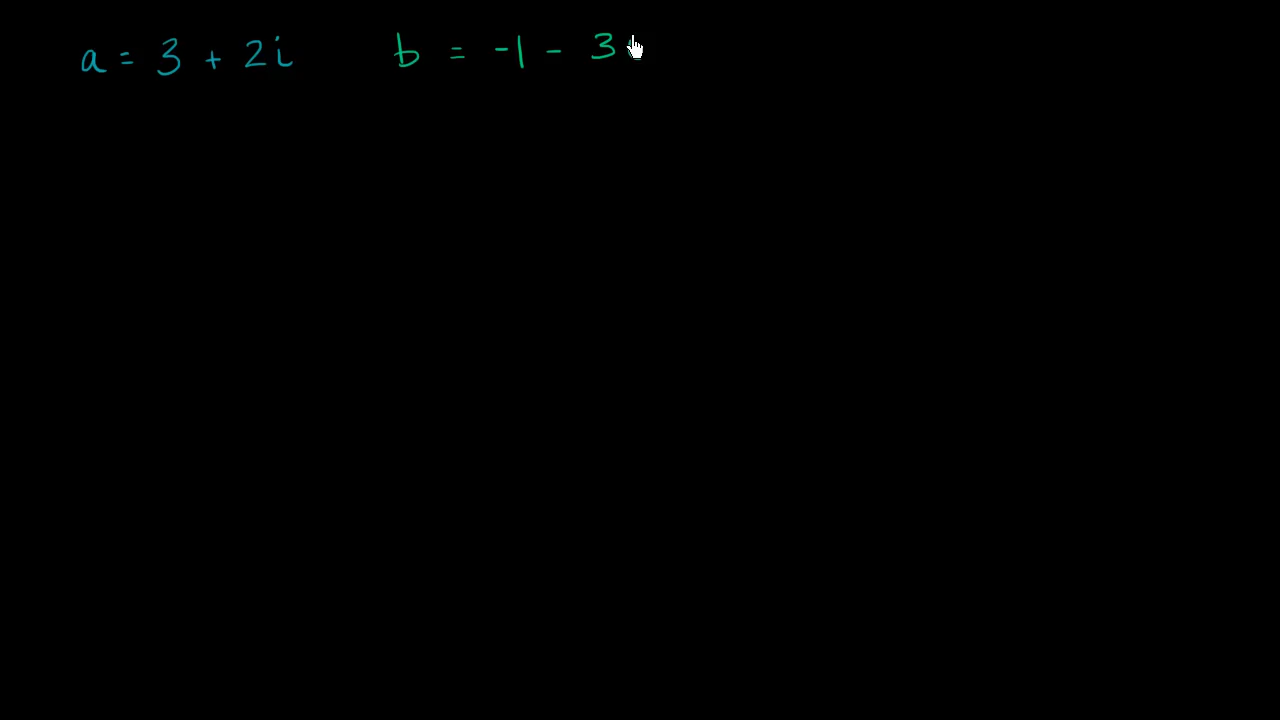 a = 3 + 2i b = -1 - 3